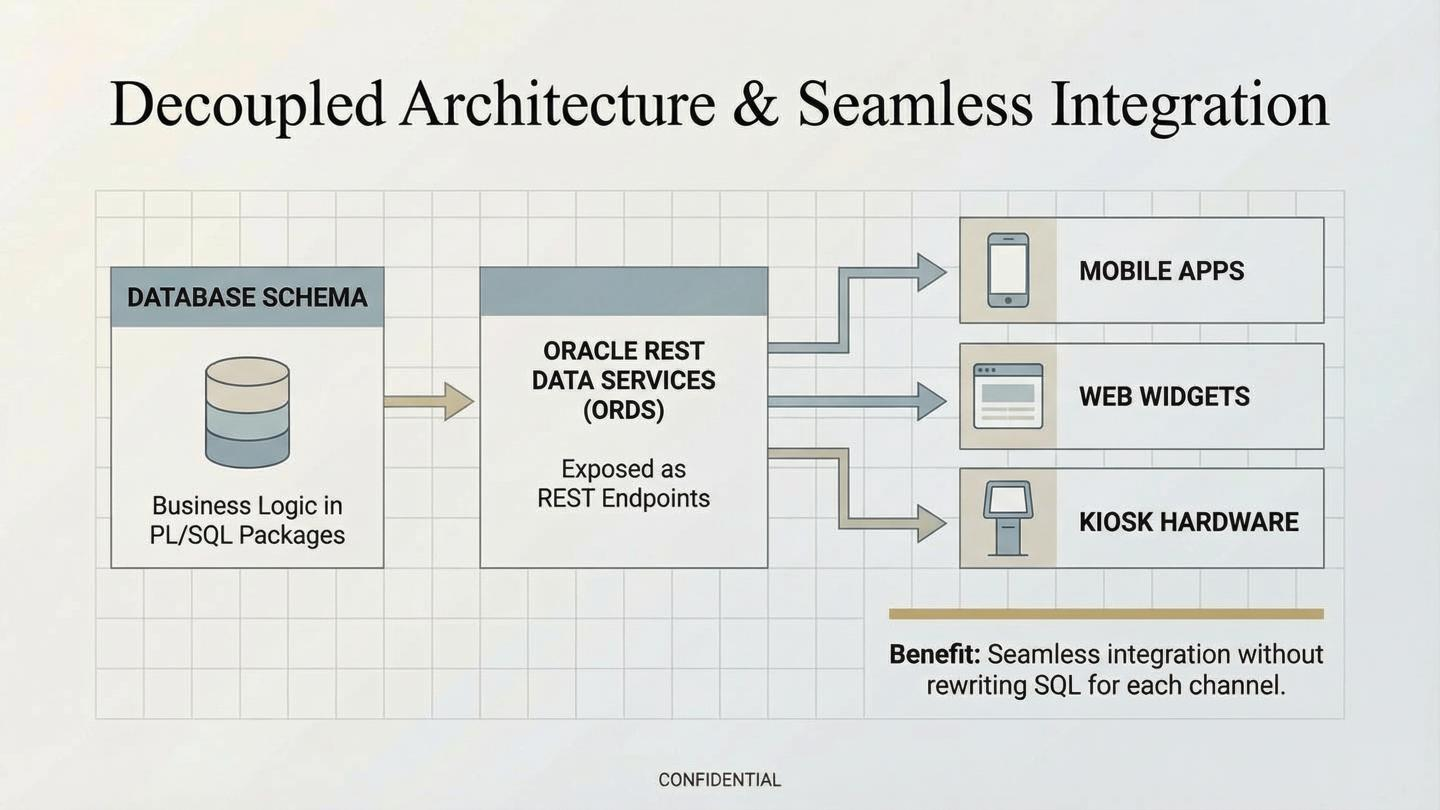 Decoupled Architecture & Seamless Integration
DATABASE SCHEMA
Business Logic in
PL/SQL Packages
ORACLE REST
DATA SERVICES
(ORDS)
Exposed as
REST Endpoints
MOBILE APPS
WEB WIDGETS
KIOSK HARDWARE
Benefit: Seamless integration without
rewriting SQL for each channel.
CONFIDENTIAL